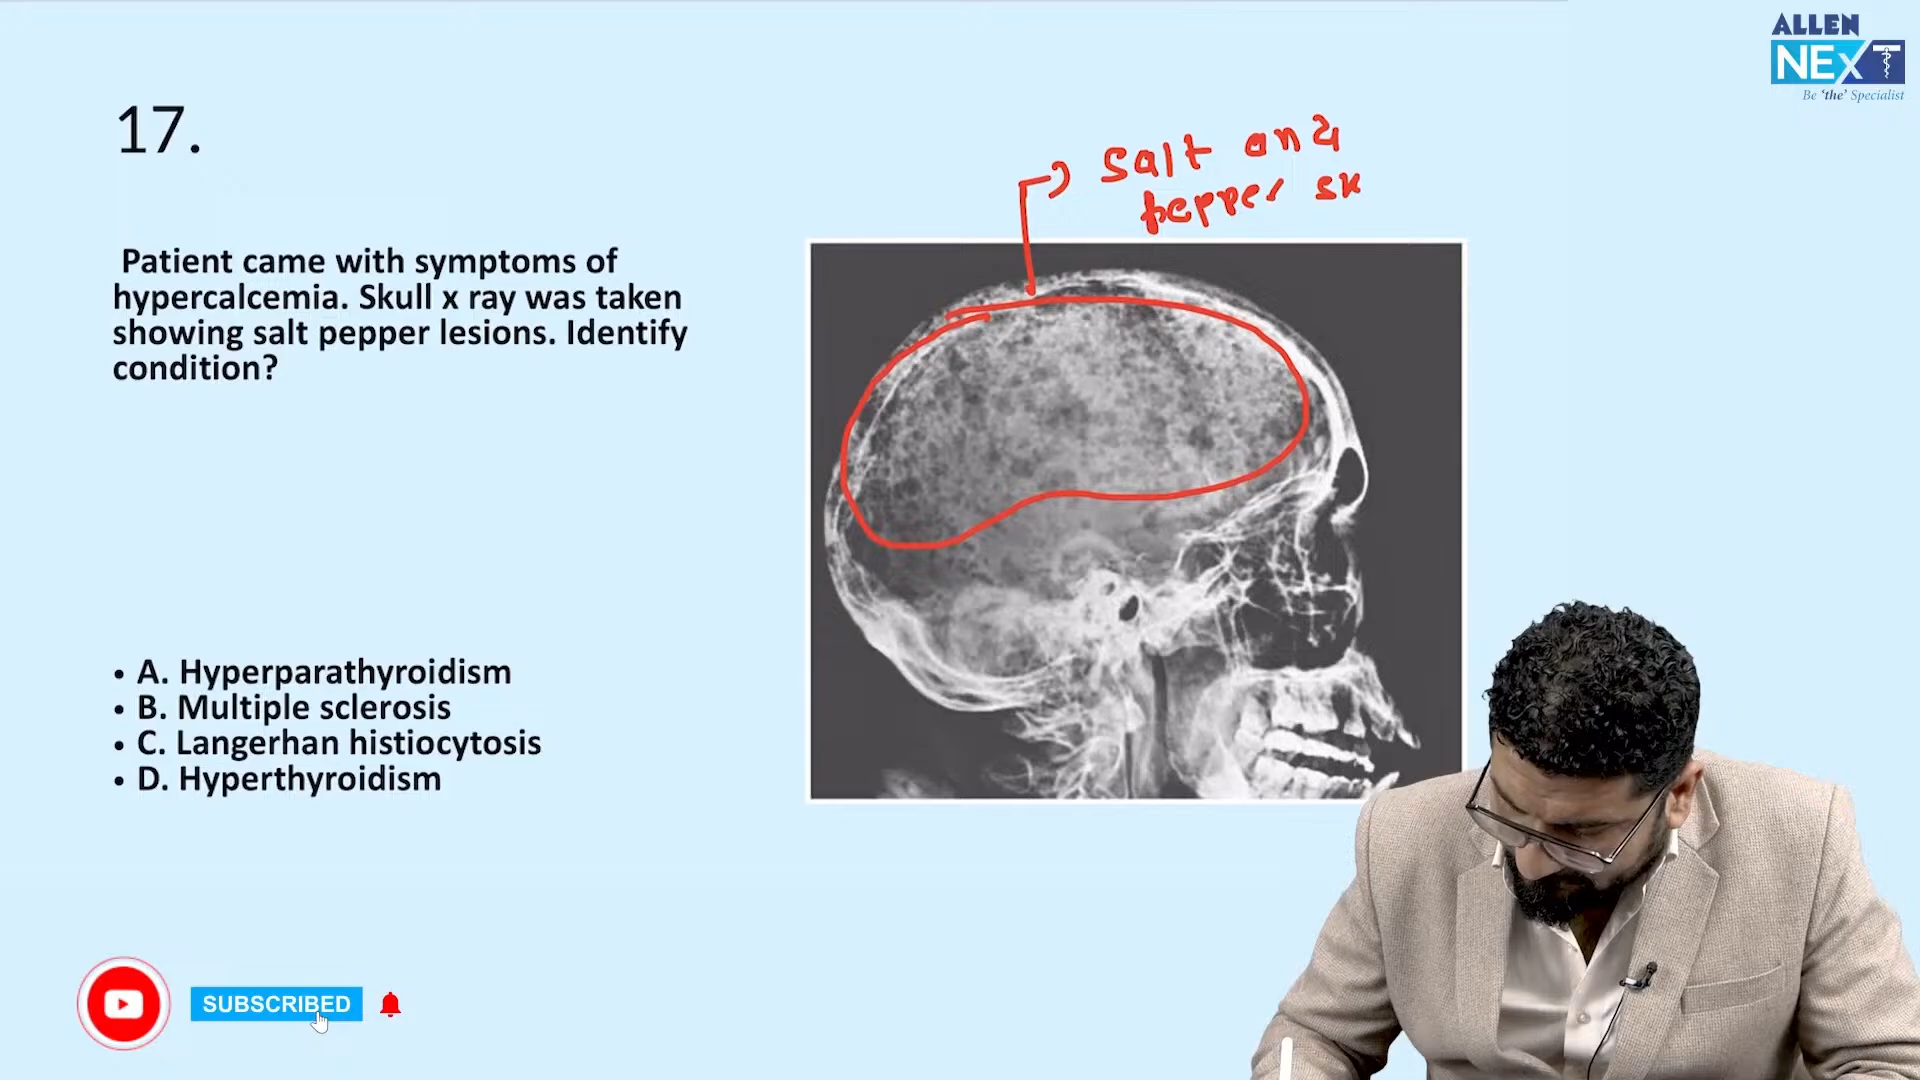 ALLEN
NEXT
Be 'the' Specialist
17.
Salt and
pepper sk
Patient came with symptoms of
hypercalcemia. Skull x ray was taken
showing salt pepper lesions. Identify
condition?
• A. Hyperparathyroidism
• B. Multiple sclerosis
• C. Langerhan histiocytosis
• D. Hyperthyroidism
SUBSCRIBED